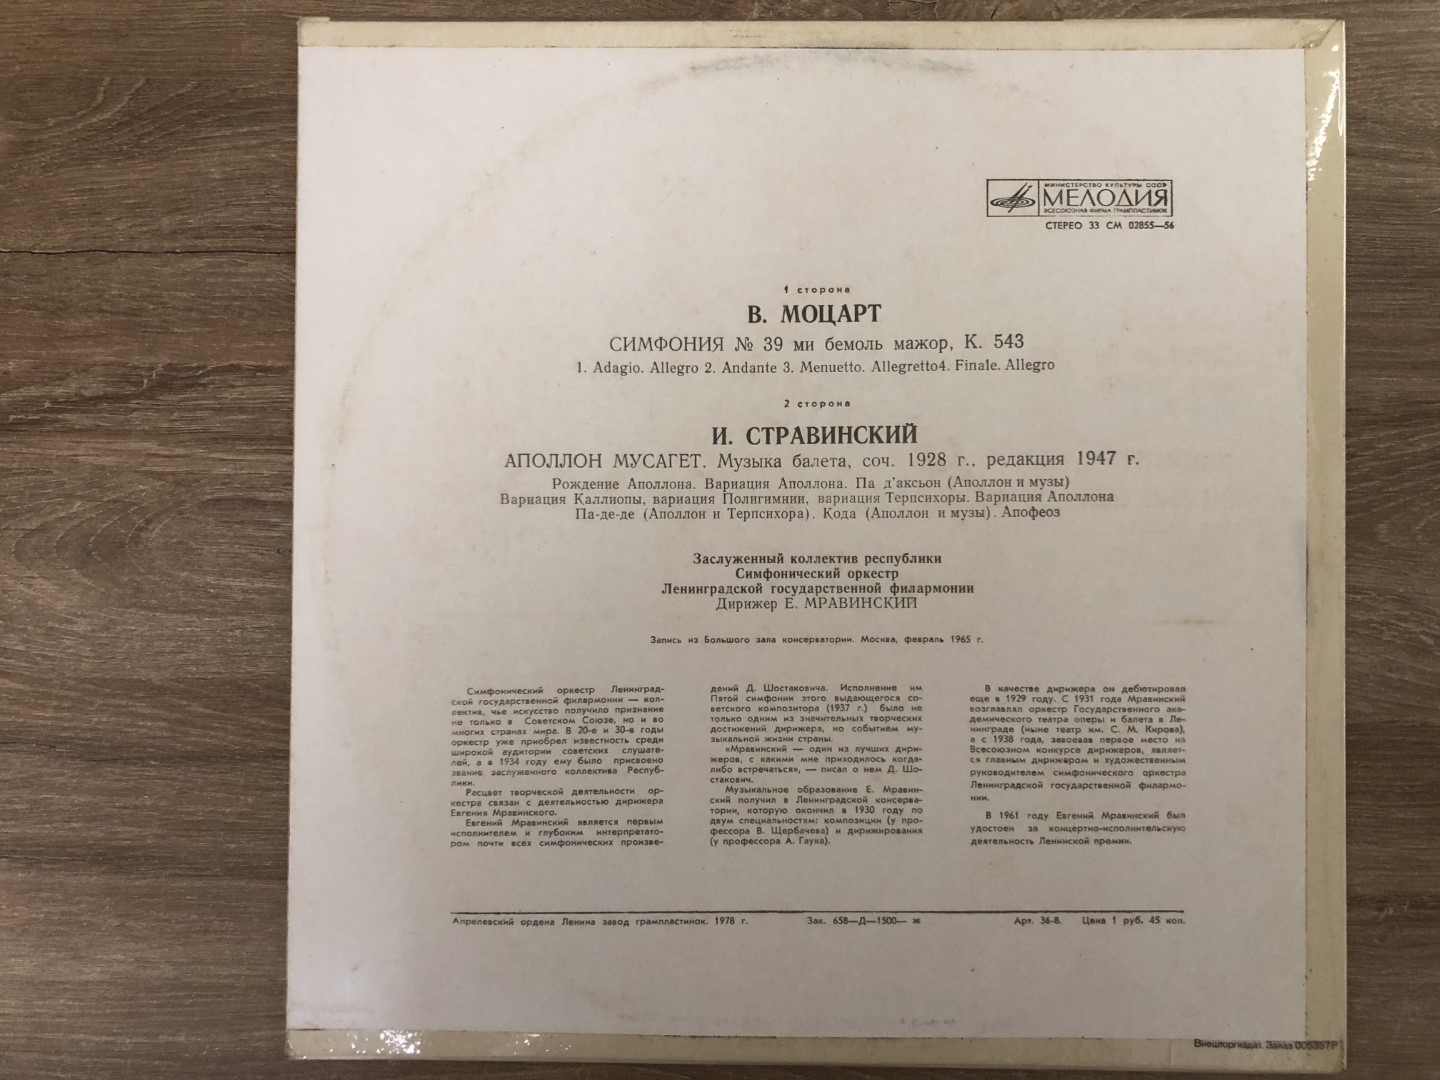 МИНИСТЕРСТВО КУЛЬТУРЫ СССР
МЕЛОДИЯ
ВСЕСОЮЗНАЯ ФИРМА ГРАМПЛАСТИНОК
СТЕРЕО 33 СМ 02855—56
1 сторона
В. МОЦАРТ
СИМФОНИЯ № 39 ми бемоль мажор, К. 543
1. Adagio. Allegro 2. Andante 3. Menuetto. Allegretto4. Finale. Allegro
2 сторона
И. СТРАВИНСКИЙ
АПОЛЛОН МУСАГЕТ. Музыка балета, соч. 1928 г., редакция 1947 г.
Рождение Аполлона. Вариация Аполлона. Па д'аксьон (Аполлон и музы)
Вариация Каллиопы, вариация Полигимнии, вариация Терпсихоры. Вариация Аполлона
Па-де-де (Аполлон и Терпсихора). Кода (Аполлон и музы). Апофеоз
Заслуженный коллектив республики
Симфонический оркестр
Ленинградской государственной филармонии
Дирижер Е. МРАВИНСКИЙ
Запись из Большого зала консерватории. Москва, февраль 1965 г.
Симфонический оркестр Ленинград-
ской государственной филармонии — кол-
лектив, чье искусство получило признание
не только в Советском Союзе, но и во
многих странах мира. В 20-е и 30-е годы
оркестр уже приобрел известность среди
широкой аудитории советских слушате-
лей, а в 1934 году ему было присвоено
звание заслуженного коллектива Респуб-
лики.
Расцвет творческой деятельности ор-
кестра связан с деятельностью дирижера
Евгения Мравинского.
Евгений Мравинский является первым
исполнителем и глубоким интерпретато-
ром почти всех симфонических произве-
дений Д. Шостаковича. Исполнение им
Пятой симфонии этого выдающегося со-
ветского композитора (1937 г.) было не
только одним из значительных творческих
достижений дирижера, но событием му-
зыкальной жизни страны.
«Мравинский — один из лучших дири-
жеров, с какими мне приходилось когда-
либо встречаться», — писал о нем Д. Шо-
стакович.
Музыкальное образование Е. Мравин-
ский получил в Ленинградской консерва-
тории, которую окончил в 1930 году по
двум специальностям: композиции (у про-
фессора В. Щербачева) и дирижирования
(у профессора А. Гаука).
В качестве дирижера он дебютировал
еще в 1929 году. С 1931 года Мравинский
возглавлял оркестр Государственного ака-
демического театра оперы и балета в Ле-
нинграде (ныне театр им. С. М. Кирова),
а с 1938 года, завоевав первое место на
Всесоюзном конкурсе дирижеров, являет-
ся главным дирижером и художественным
руководителем симфонического оркестра
Ленинградской государственной филармо-
нии.
В 1961 году Евгений Мравинский был
удостоен за концертно-исполнительскую
деятельность Ленинской премии.
Апрелевский ордена Ленина завод грампластинок. 1978 г. Зак. 658—Д—1500— ж Арт. 36-8. Цена 1 руб. 45 коп.
Внешторгиздат. Заказ 005357Р